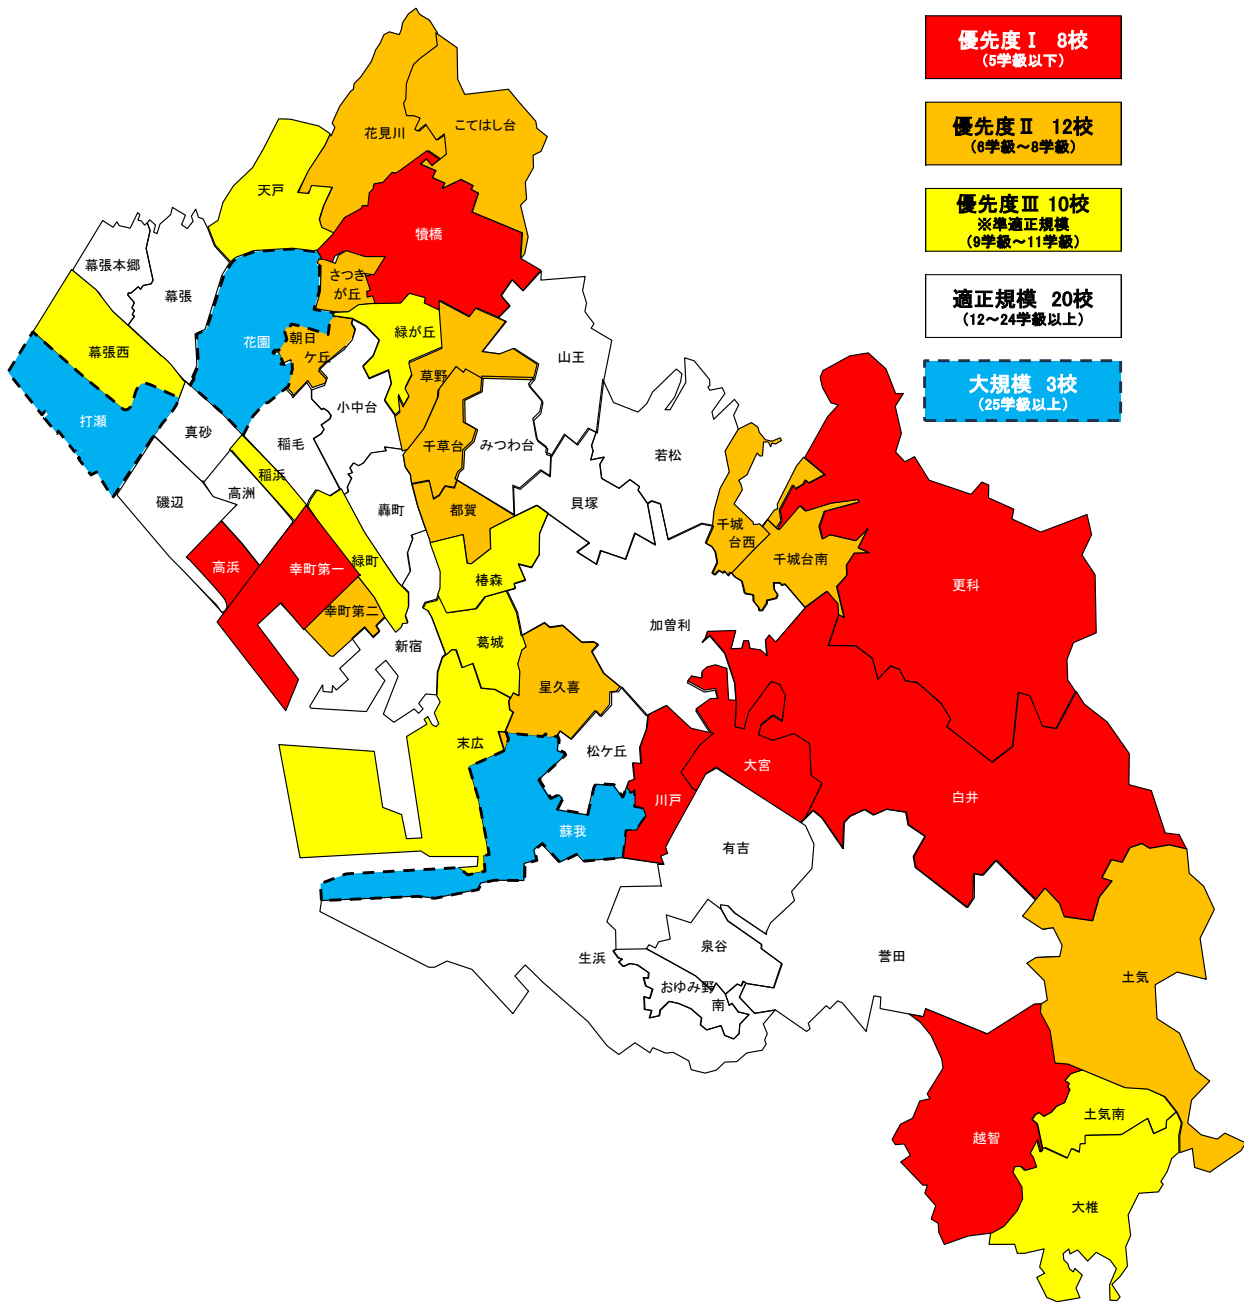 優先度Ⅰ 8校
(5学級以下)
優先度Ⅱ 12校
(6学級～8学級)
優先度Ⅲ 10校
※準適正規模
(9学級～11学級)
適正規模 20校
(12～24学級以上)
大規模 3校
(25学級以上)
花見川
こてはし台
天戸
犢橋
幕張本郷
幕張
さつき
が丘
花園
朝日
ケ丘
緑が丘
幕張西
打瀬
山王
草野
小中台
真砂
稲毛
千草台
みつわ台
若松
稲浜
高洲
磯辺
轟町
貝塚
都賀
千城
台西
千城台南
高浜
幸町第一
緑町
椿森
更科
幸町第二
新宿
葛城
加曽利
星久喜
末広
松ケ丘
大宮
川戸
白井
蘇我
有吉
泉谷
生浜
誉田
おゆみ野
南
土気
土気南
越智
大椎